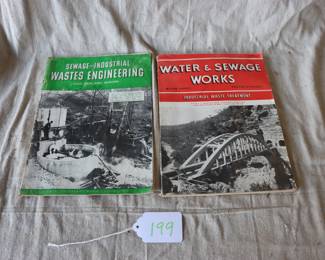 SEWAGE-INDUSTRIAL
WASTES ENGINEERING
WATER & SEWAGE
WORKS
INDUSTRIAL WASTE TREATMENT
199